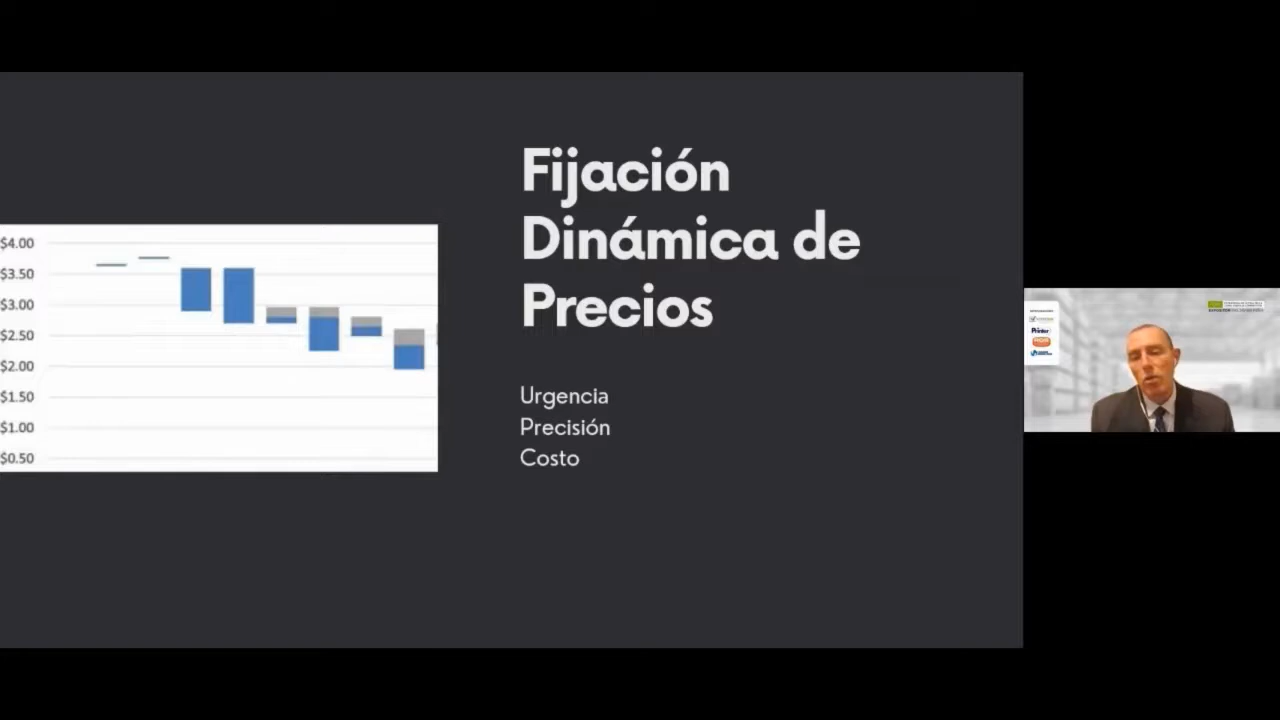 Fijación
Dinámica de
Precios
Urgencia
Precisión
Costo
$4.00
$3.50
$3.00
$2.50
$2.00
$1.50
$1.00
$0.50
Printer